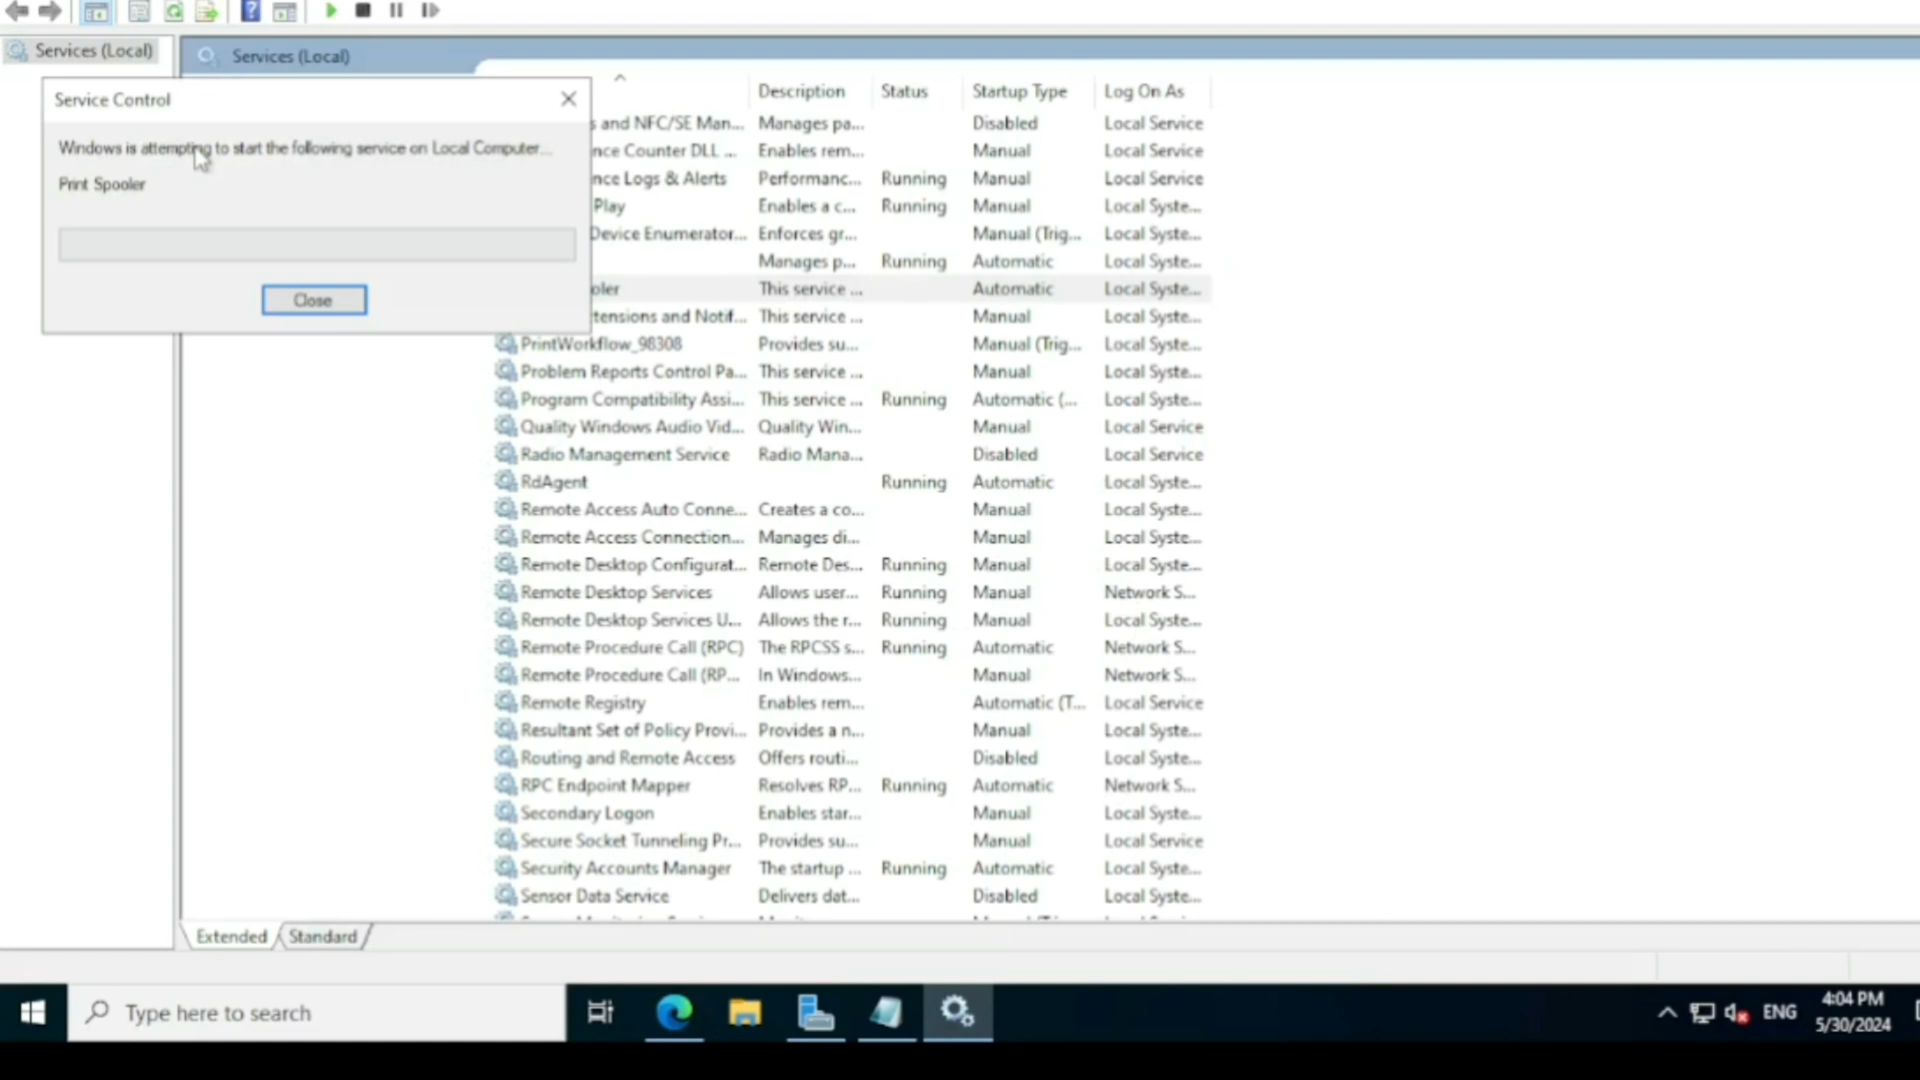 Services (Local)
Services (Local)
Service Control
Windows is attempting to start the following service on Local Computer...
Print Spooler
Close
Description Status Startup Type Log On As
s and NFC/SE Man... Manages pa... Disabled Local Service
nce Counter DLL ... Enables rem... Manual Local Service
nce Logs & Alerts Performanc... Running Manual Local Service
Play Enables a c... Running Manual Local Syste...
Device Enumerator... Enforces gr... Manual (Trig... Local Syste...
Manages p... Running Automatic Local Syste...
oler This service ... Automatic Local Syste...
tensions and Notif... This service ... Manual Local Syste...
PrintWorkflow_98308 Provides su... Manual (Trig... Local Syste...
Problem Reports Control Pa... This service ... Manual Local Syste...
Program Compatibility Assi... This service ... Running Automatic (... Local Syste...
Quality Windows Audio Vid... Quality Win... Manual Local Service
Radio Management Service Radio Mana... Disabled Local Service
RdAgent Running Automatic Local Syste...
Remote Access Auto Conne... Creates a co... Manual Local Syste...
Remote Access Connection... Manages di... Manual Local Syste...
Remote Desktop Configurat... Remote Des... Running Manual Local Syste...
Remote Desktop Services Allows user... Running Manual Network S...
Remote Desktop Services U... Allows the r... Running Manual Local Syste...
Remote Procedure Call (RPC) The RPCSS s... Running Automatic Network S...
Remote Procedure Call (RP... In Windows... Manual Network S...
Remote Registry Enables rem... Automatic (T... Local Service
Resultant Set of Policy Provi... Provides a n... Manual Local Syste...
Routing and Remote Access Offers routi... Disabled Local Syste...
RPC Endpoint Mapper Resolves RP... Running Automatic Network S...
Secondary Logon Enables star... Manual Local Syste...
Secure Socket Tunneling Pr... Provides su... Manual Local Service
Security Accounts Manager The startup ... Running Automatic Local Syste...
Sensor Data Service Delivers dat... Disabled Local Syste...
Extended Standard
Type here to search
ENG
4:04 PM
5/30/2024